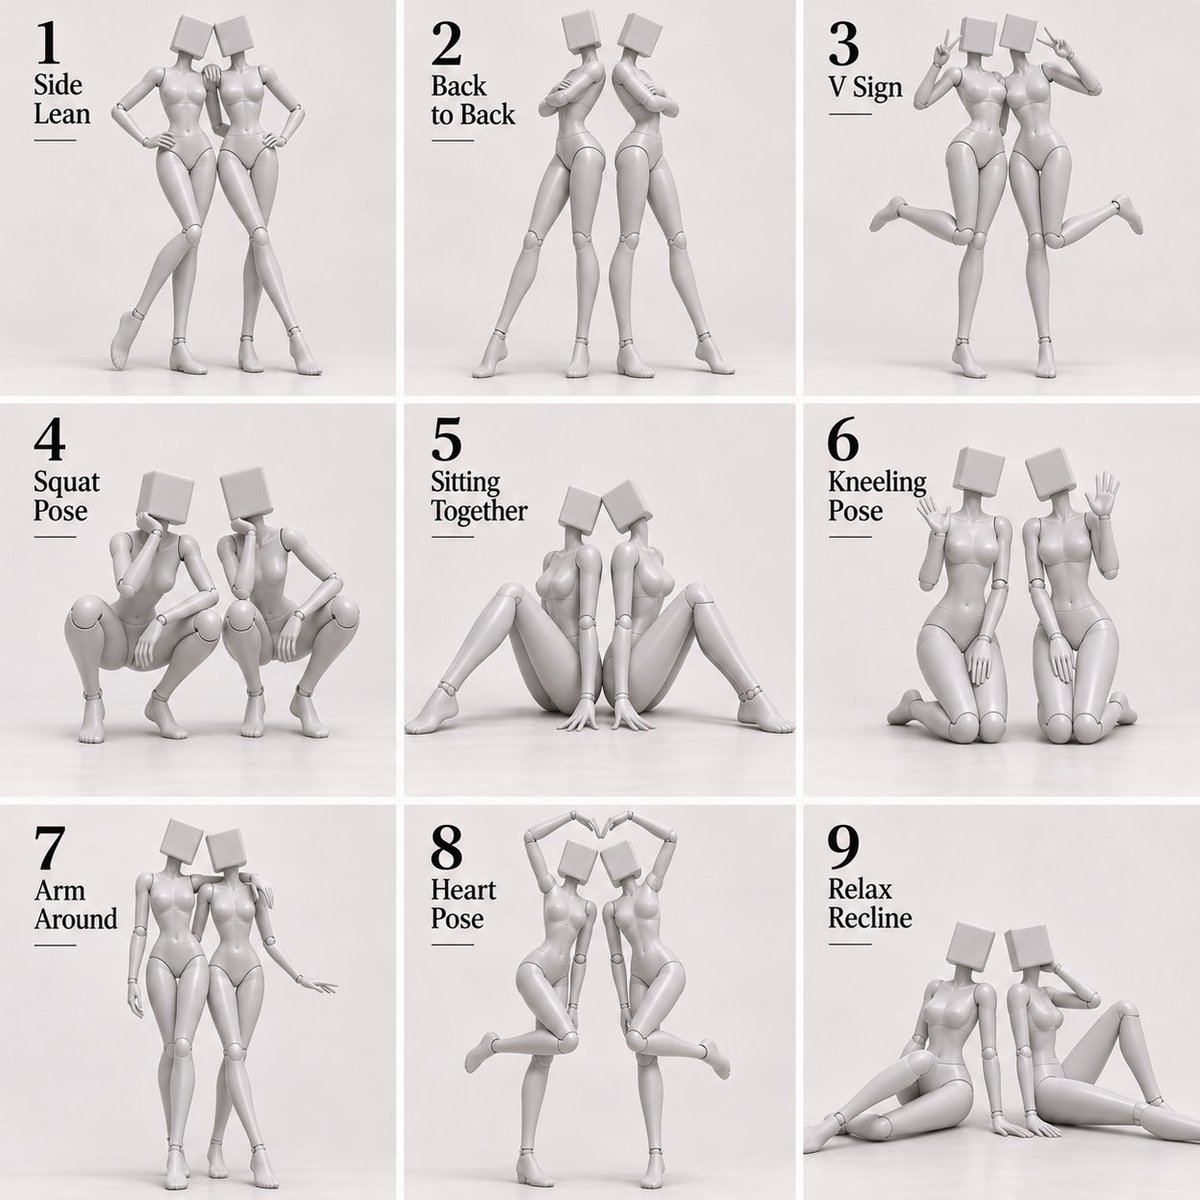 1
Side
Lean
2
Back
to Back
3
V Sign
4
Squat
Pose
5
Sitting
Together
6
Kneeling
Pose
7
Arm
Around
8
Heart
Pose
9
Relax
Recline